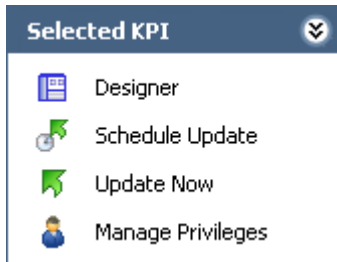 Selected KPI
Designer
Schedule Update
Update Now
Manage Privileges